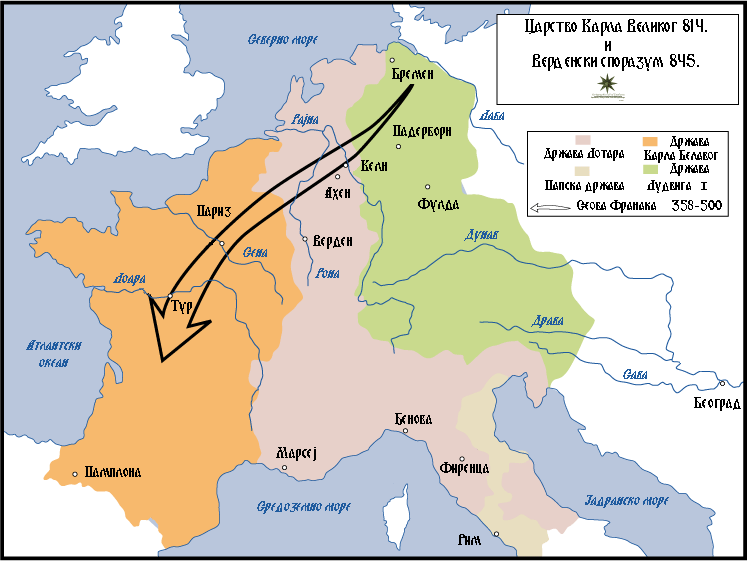 Царство Карла Великог 814.
и
Верденски споразум 845.
Северно море
Бремен
Лаба
Рајна
Падерборн
Келн
Ахен
Фулда
Држава Лотара
Држава
Карла Ћелавог
Папска држава
Држава
Лудвига I
Сеоба Франака 358-500
Париз
Верден
Сена
Рона
Дунав
Лоара
Тур
Драва
Сава
Београд
Атлантски
океан
Ђенова
Марсеј
Фиренца
Памплона
Средоземно море
Јадранско море
Рим